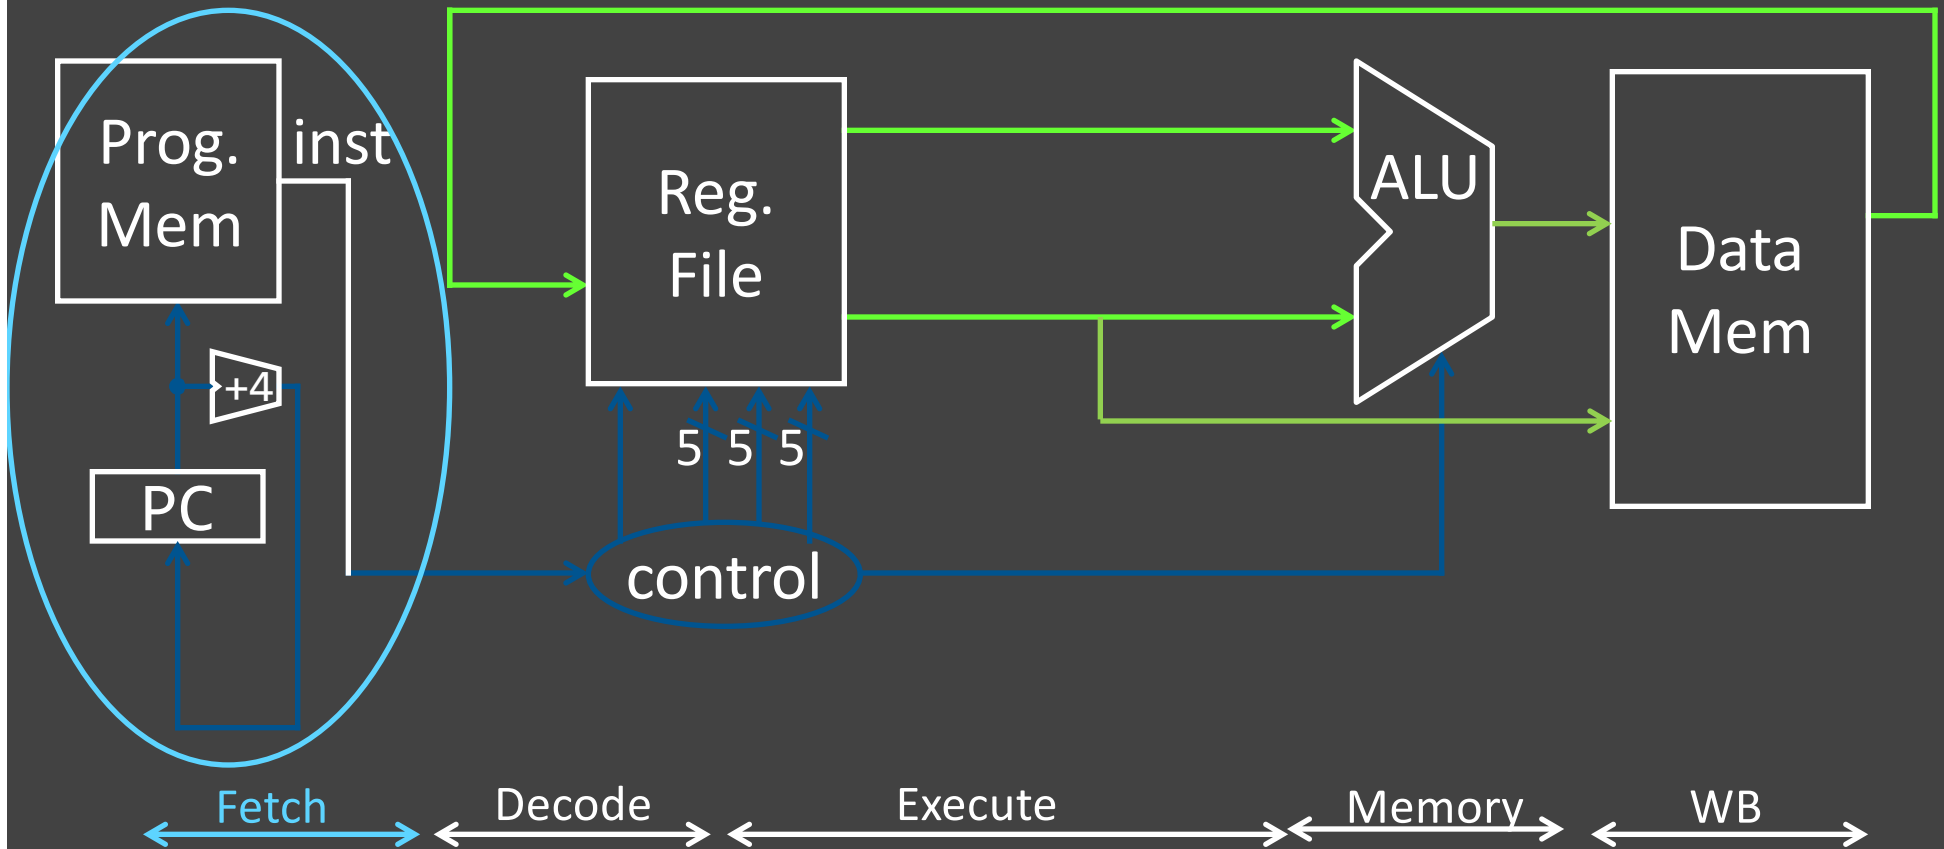 Prog.
Mem
inst
+4
PC
Reg.
File
5 5 5
control
ALU
Data
Mem
Fetch
Decode
Execute
Memory
WB